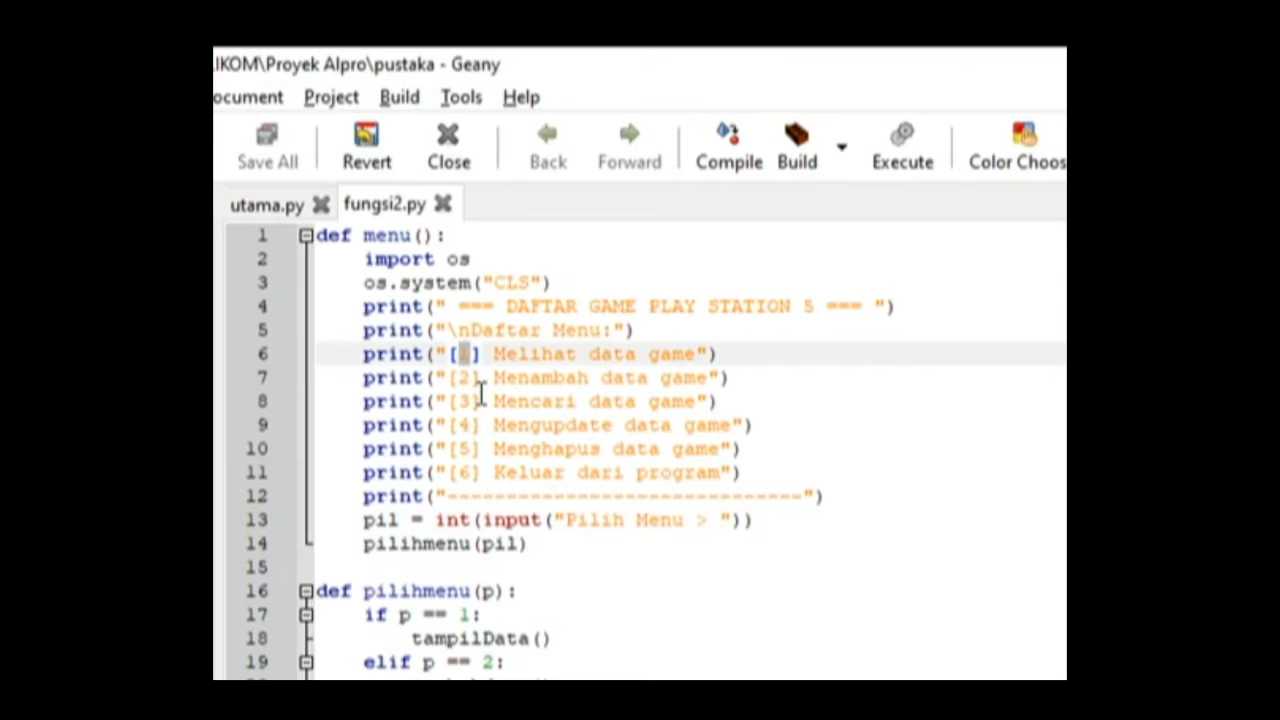 .IKOM\Proyek Alpro\pustaka - Geany
ocument Project Build Tools Help
Save All Revert Close Back Forward Compile Build Execute Color Choos
utama.py fungsi2.py
1 def menu():
2 import os
3 os.system("CLS")
4 print(" === DAFTAR GAME PLAY STATION 5 === ")
5 print("\nDaftar Menu:")
6 print("[1] Melihat data game")
7 print("[2] Menambah data game")
8 print("[3] Mencari data game")
9 print("[4] Mengupdate data game")
10 print("[5] Menghapus data game")
11 print("[6] Keluar dari program")
12 print("------------------------------")
13 pil = int(input("Pilih Menu > "))
14 pilihmenu(pil)
15
16 def pilihmenu(p):
17 if p == 1:
18 tampilData()
19 elif p == 2: